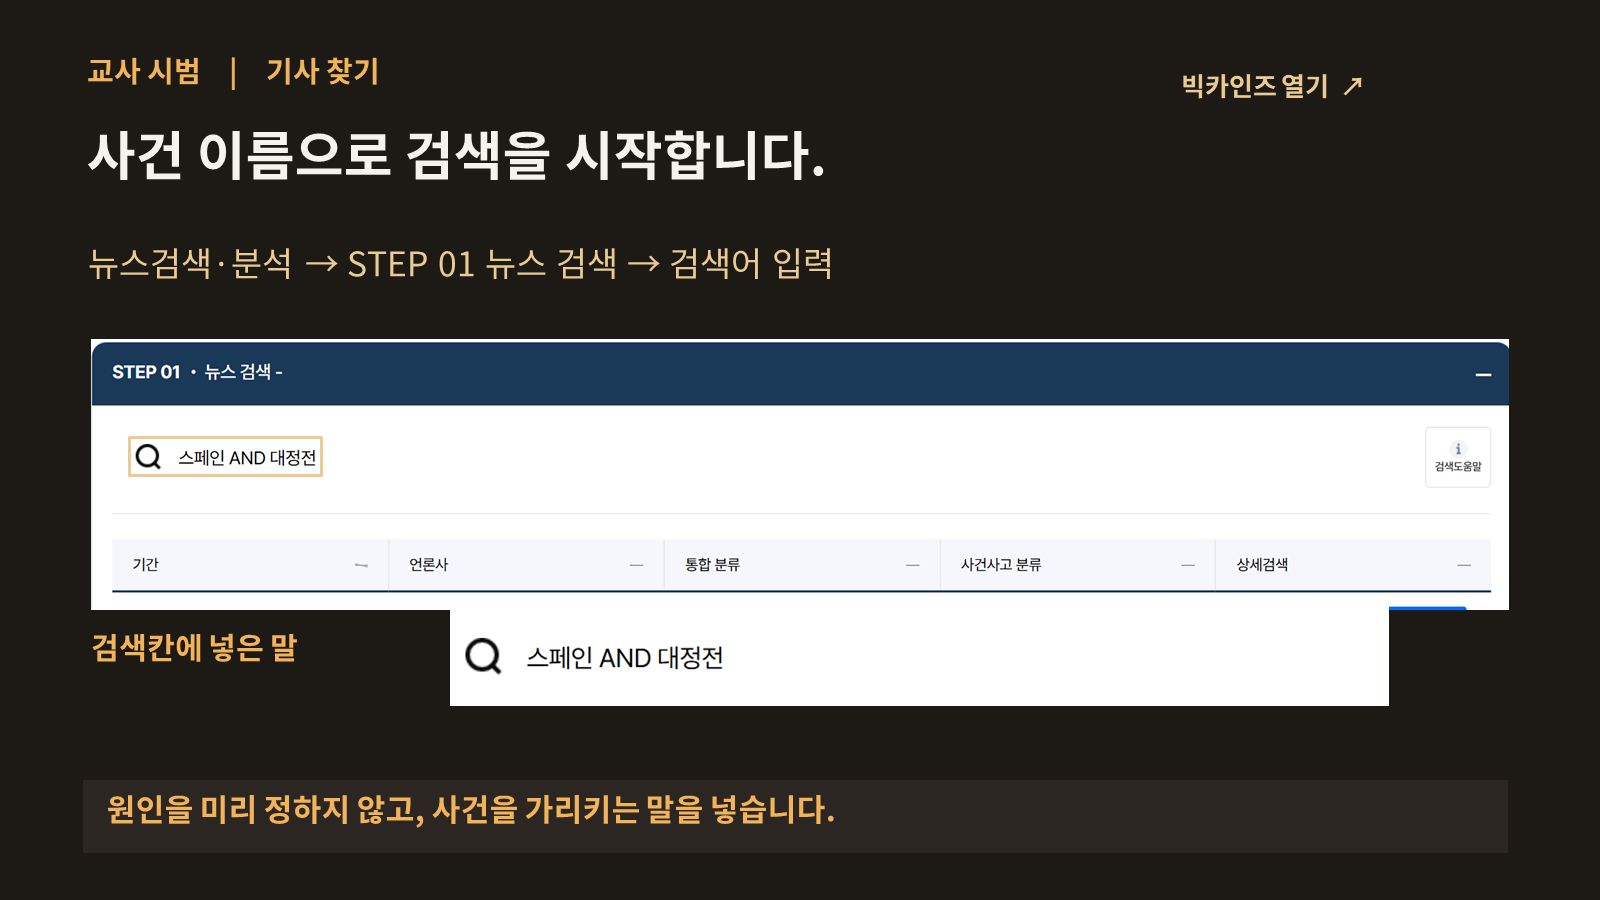 교사 시범 | 기사 찾기
빅카인즈 열기 ↗
사건 이름으로 검색을 시작합니다.
뉴스검색·분석 → STEP 01 뉴스 검색 → 검색어 입력
STEP 01 • 뉴스 검색 -
스페인 AND 대정전
검색도움말
기간 언론사 통합 분류 사건사고 분류 상세검색
검색칸에 넣은 말
스페인 AND 대정전
원인을 미리 정하지 않고, 사건을 가리키는 말을 넣습니다.